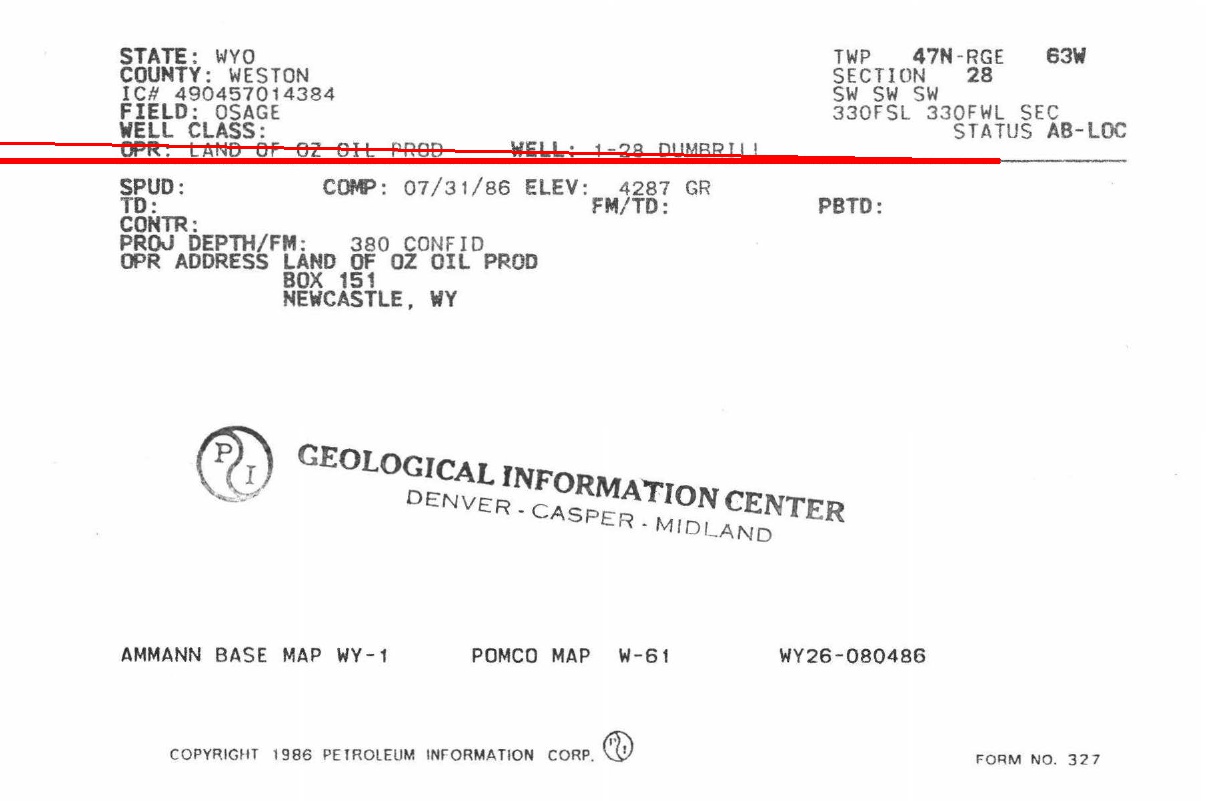 STATE: WYO TWP 47N-RGE 63W
COUNTY: WESTON SECTION 28
IC# 490457014384 SW SW SW
FIELD: OSAGE 330FSL 330FWL SEC
WELL CLASS: STATUS AB-LOC
OPR: LAND OF OZ OIL PROD WELL: 1-28 DUMBRILL
SPUD: COMP: 07/31/86 ELEV: 4287 GR
TD: FM/TD: PBTD:
CONTR:
PROJ DEPTH/FM: 380 CONFID
OPR ADDRESS LAND OF OZ OIL PROD
BOX 151
NEWCASTLE, WY
PI GEOLOGICAL INFORMATION CENTER
DENVER - CASPER - MIDLAND
AMMANN BASE MAP WY-1 POMCO MAP W-61 WY26-080486
COPYRIGHT 1986 PETROLEUM INFORMATION CORP. PI
FORM NO. 327